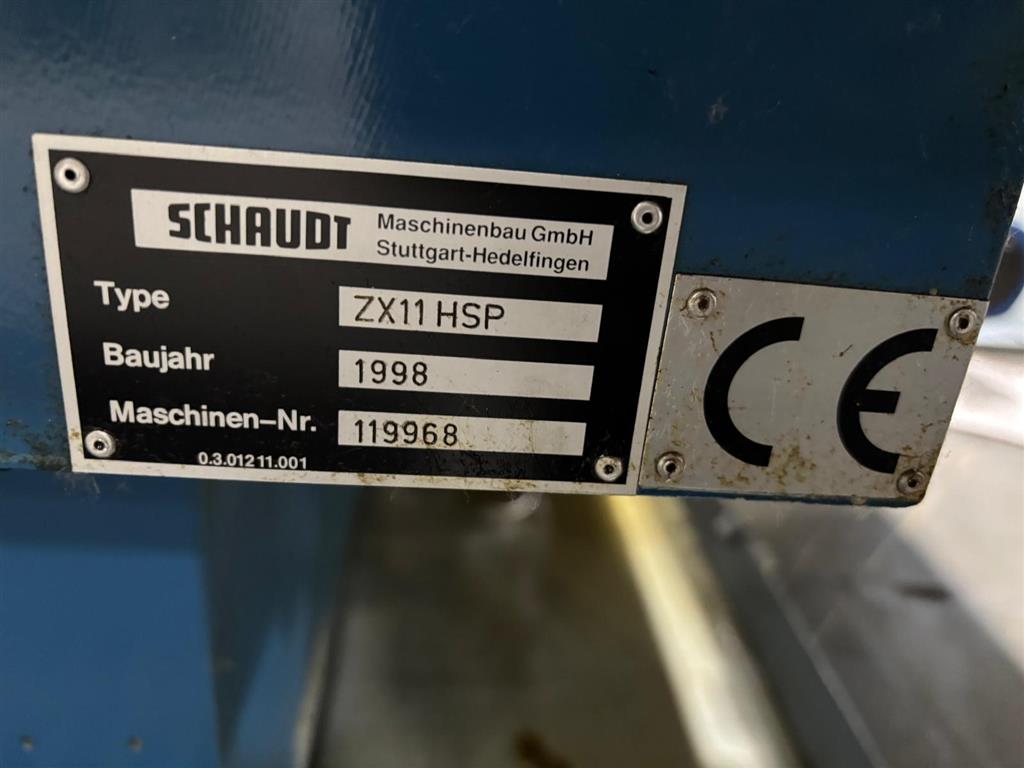 SCHAUDT
Maschinenbau GmbH
Stuttgart-Hedelfingen
Type ZX11 HSP
Baujahr 1998
Maschinen-Nr. 119968
0.3.01211.001
CE